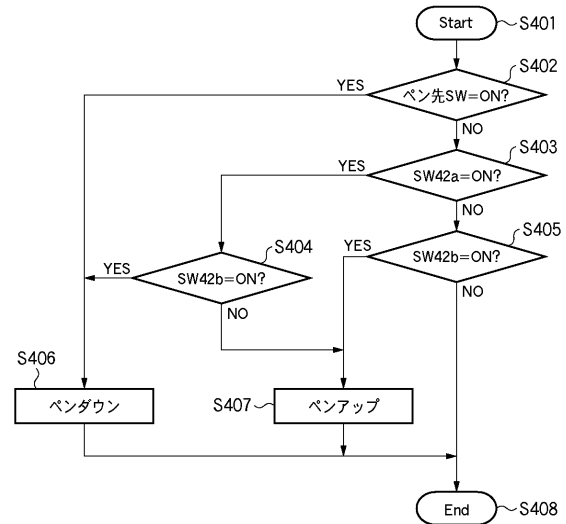 Start
S401
S402
YES
ペン先SW=ON?
NO
S403
YES
SW42a=ON?
NO
S404
S405
YES
SW42b=ON?
NO
YES
SW42b=ON?
NO
S406
ペンダウン
S407
ペンアップ
End
S408